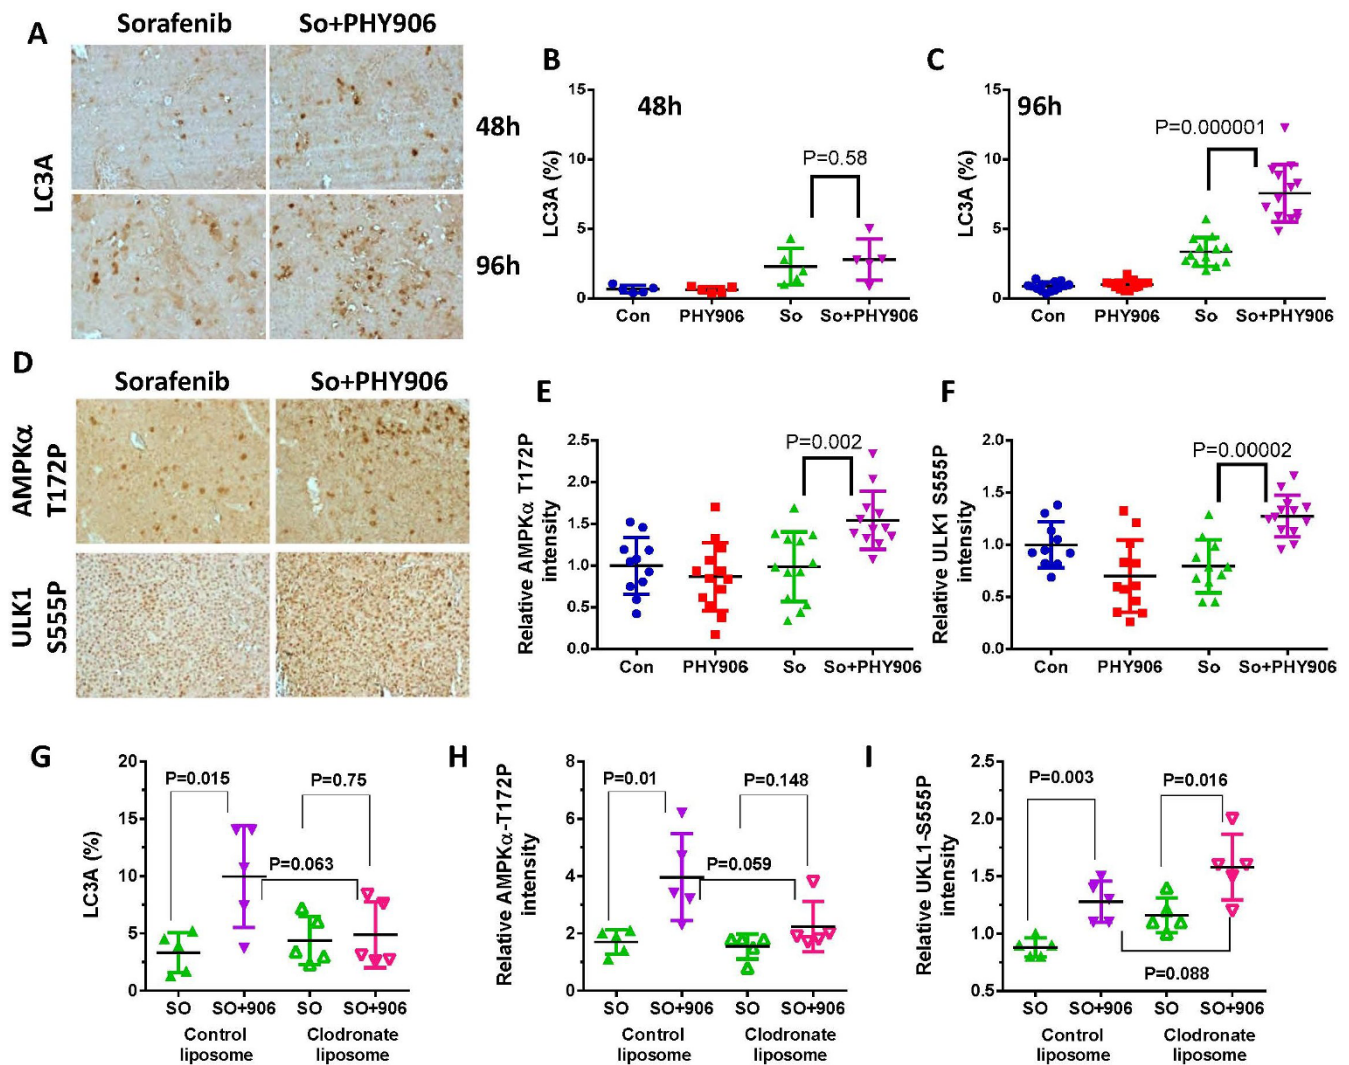 A
Sorafenib So+PHY906
LC3A
48h
96h
B
48h
15
10
5
0
LC3A (%)
P=0.58
Con PHY906 So So+PHY906
C
96h
15
10
5
0
LC3A (%)
P=0.000001
Con PHY906 So So+PHY906
D
Sorafenib So+PHY906
AMPKα
T172P
ULK1
S555P
E
2.5
2.0
1.5
1.0
0.5
0.0
Relative AMPKα T172P
intensity
P=0.002
Con PHY906 So So+PHY906
F
2.0
1.5
1.0
0.5
0.0
Relative ULK1 S555P
intensity
P=0.00002
Con PHY906 So So+PHY906
G
20
15
10
5
0
LC3A (%)
P=0.015 P=0.75
P=0.063
SO SO+906 SO SO+906
Control Clodronate
liposome liposome
H
8
6
4
2
0
Relative AMPKα-T172P
intensity
P=0.01 P=0.148
P=0.059
SO SO+906 SO SO+906
Control Clodronate
liposome liposome
I
2.5
2.0
1.5
1.0
0.5
Relative UKL1-S555P
intensity
P=0.003 P=0.016
P=0.088
SO SO+906 SO SO+906
Control Clodronate
liposome liposome